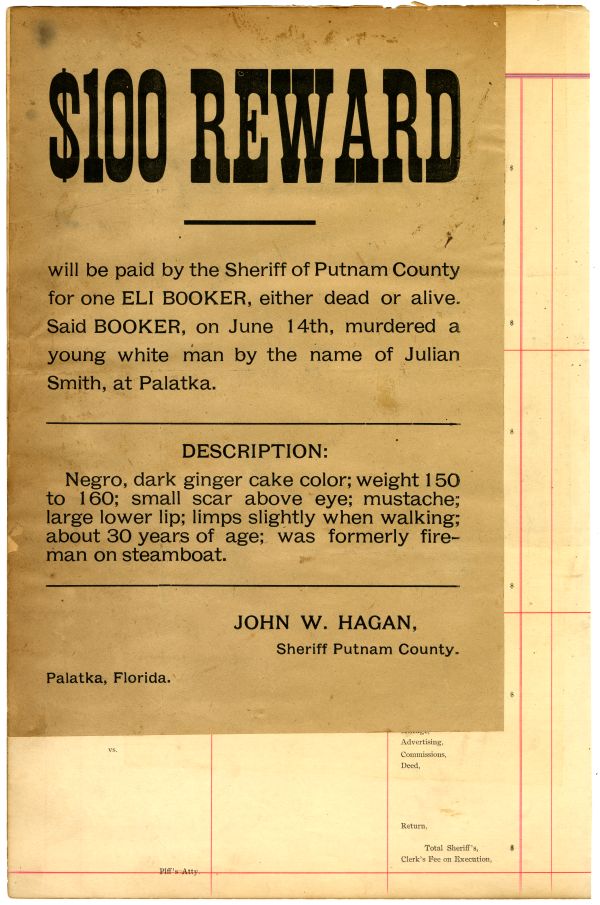 $100 REWARD
will be paid by the Sheriff of Putnam County
for one ELI BOOKER, either dead or alive.
Said BOOKER, on June 14th, murdered a
young white man by the name of Julian
Smith, at Palatka.
DESCRIPTION:
Negro, dark ginger cake color; weight 150
to 160; small scar above eye; mustache;
large lower lip; limps slightly when walking;
about 30 years of age; was formerly fire-
man on steamboat.
JOHN W. HAGAN,
Sheriff Putnam County.
Palatka, Florida.
$
$
$
$
$
vs.
Advertising,
Commissions,
Deed,
Return,
Total Sheriff's, $
Clerk's Fee on Execution,
Plff's Atty.